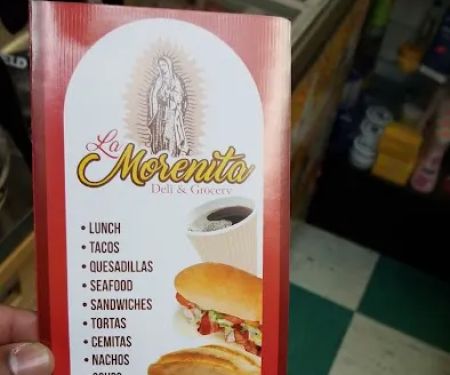 La
Morenita
Deli & Grocery
• LUNCH
• TACOS
• QUESADILLAS
• SEAFOOD
• SANDWICHES
• TORTAS
• CEMITAS
• NACHOS